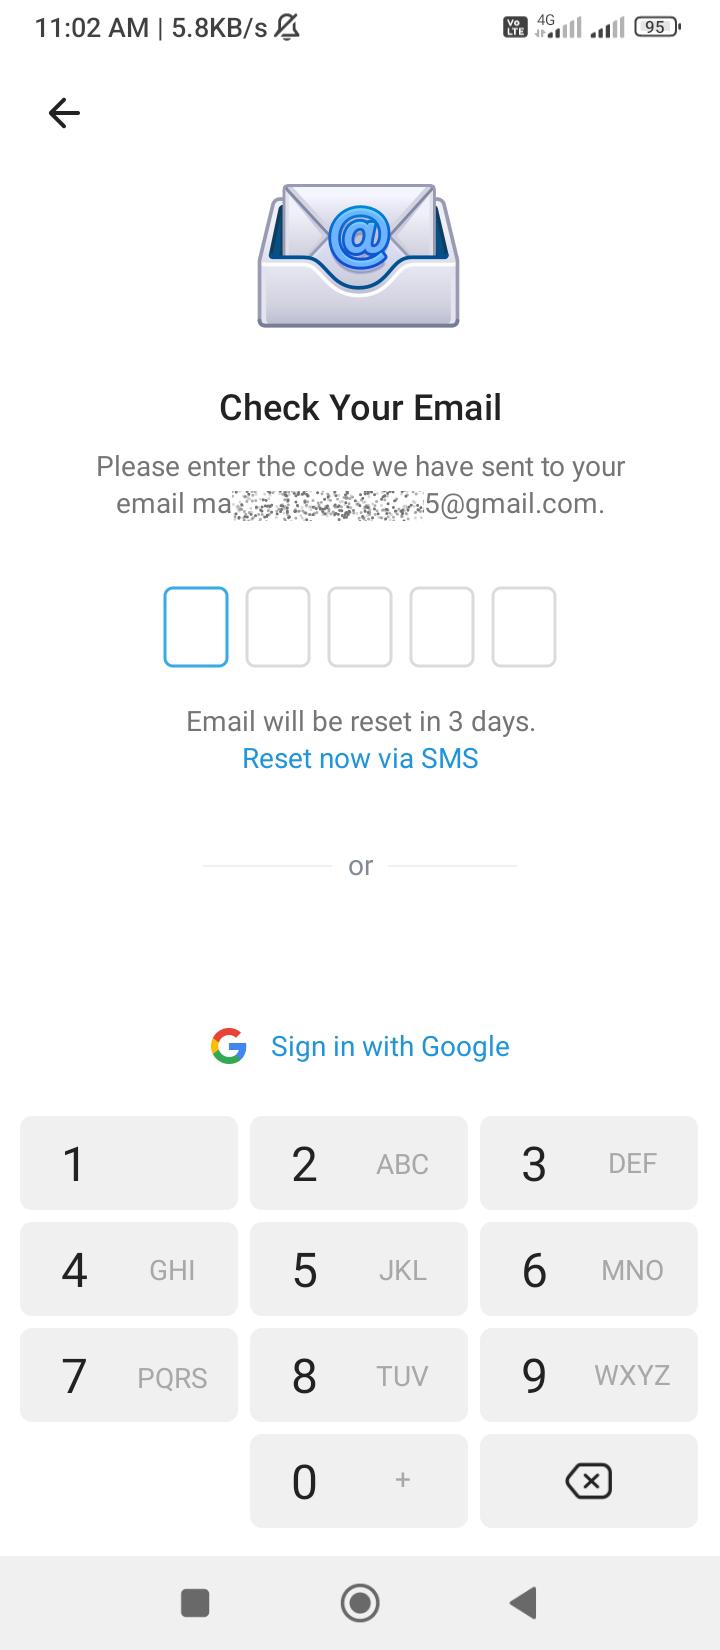 11:02 AM | 5.8KB/s
Vo LTE 4G 95
@
Check Your Email
Please enter the code we have sent to your
email ma 5@gmail.com.
Email will be reset in 3 days.
Reset now via SMS
or
G Sign in with Google
1 2 ABC 3 DEF
4 GHI 5 JKL 6 MNO
7 PQRS 8 TUV 9 WXYZ
0 +